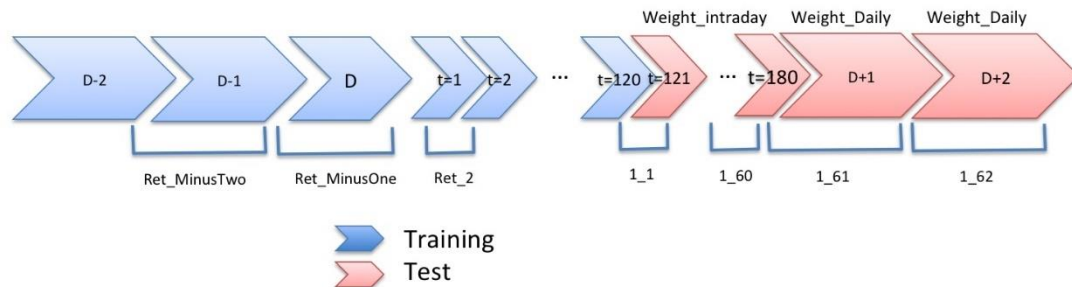 Weight_intraday Weight_Daily Weight_Daily
D-2 D-1 D t=1 t=2 ... t=120 t=121 ... t=180 D+1 D+2
Ret_MinusTwo Ret_MinusOne Ret_2 1_1 1_60 1_61 1_62
Training
Test